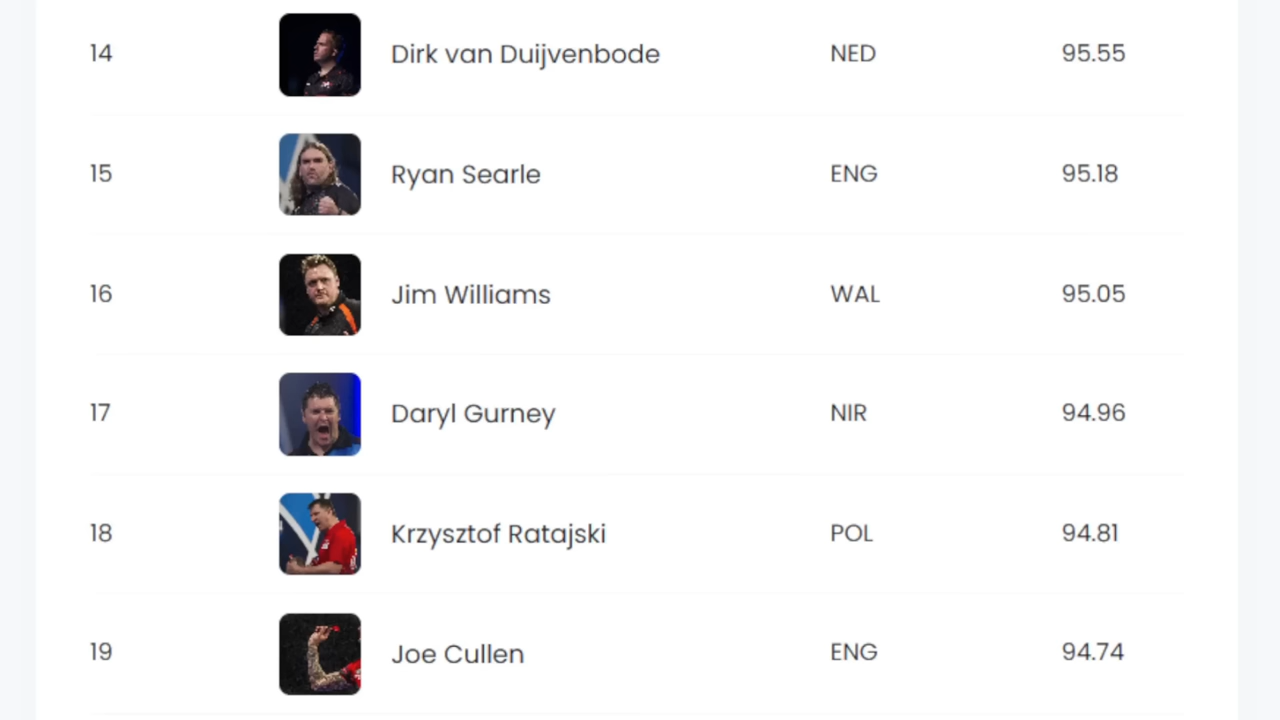 14 Dirk van Duijvenbode NED 95.55
15 Ryan Searle ENG 95.18
16 Jim Williams WAL 95.05
17 Daryl Gurney NIR 94.96
18 Krzysztof Ratajski POL 94.81
19 Joe Cullen ENG 94.74